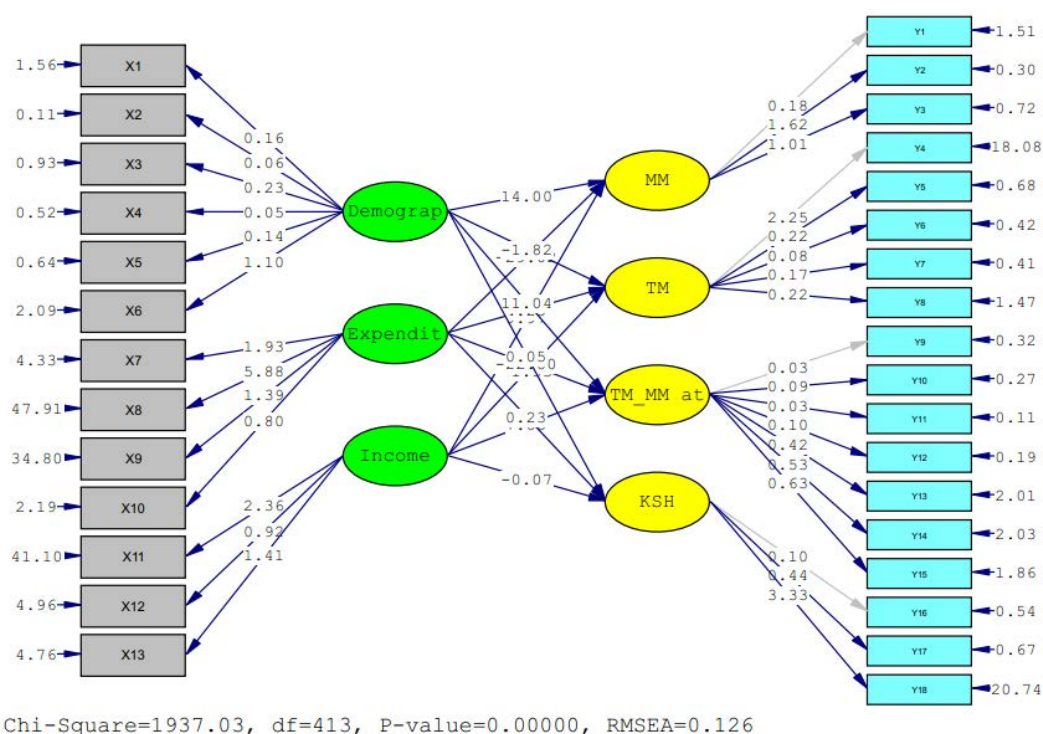 1.56 X1
0.11 X2
0.93 X3
0.52 X4
0.64 X5
2.09 X6
4.33 X7
47.91 X8
34.80 X9
2.19 X10
41.10 X11
4.96 X12
4.76 X13
0.16
0.06
0.23
0.05
0.14
1.10
1.93
5.88
1.39
0.80
2.36
0.92
1.41
Demograp
Expendit
Income
14.00
-1.82
11.04
0.05
0.23
-0.07
MM
TM
TM_MM at
KSH
0.18
1.62
1.01
2.25
0.22
0.08
0.17
0.22
0.03
0.09
0.03
0.10
0.42
0.53
0.63
0.10
0.44
3.33
Y1 1.51
Y2 0.30
Y3 0.72
Y4 18.08
Y5 0.68
Y6 0.42
Y7 0.41
Y8 1.47
Y9 0.32
Y10 0.27
Y11 0.11
Y12 0.19
Y13 2.01
Y14 2.03
Y15 1.86
Y16 0.54
Y17 0.67
Y18 20.74
Chi-Square=1937.03, df=413, P-value=0.00000, RMSEA=0.126